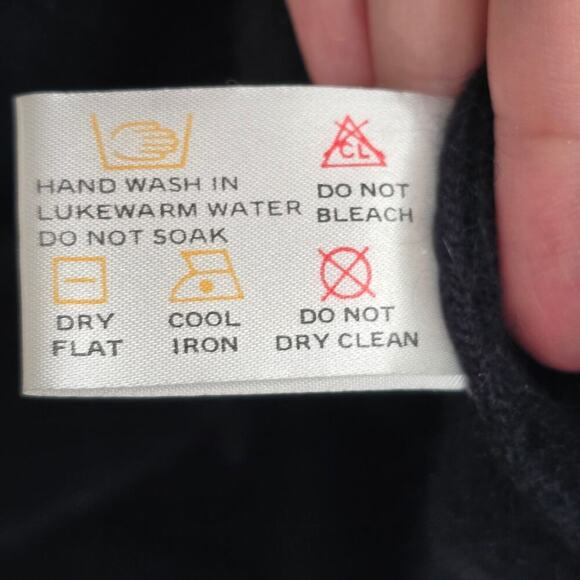 HAND WASH IN
LUKEWARM WATER
DO NOT SOAK
CL
DO NOT
BLEACH
DRY
FLAT
COOL
IRON
DO NOT
DRY CLEAN